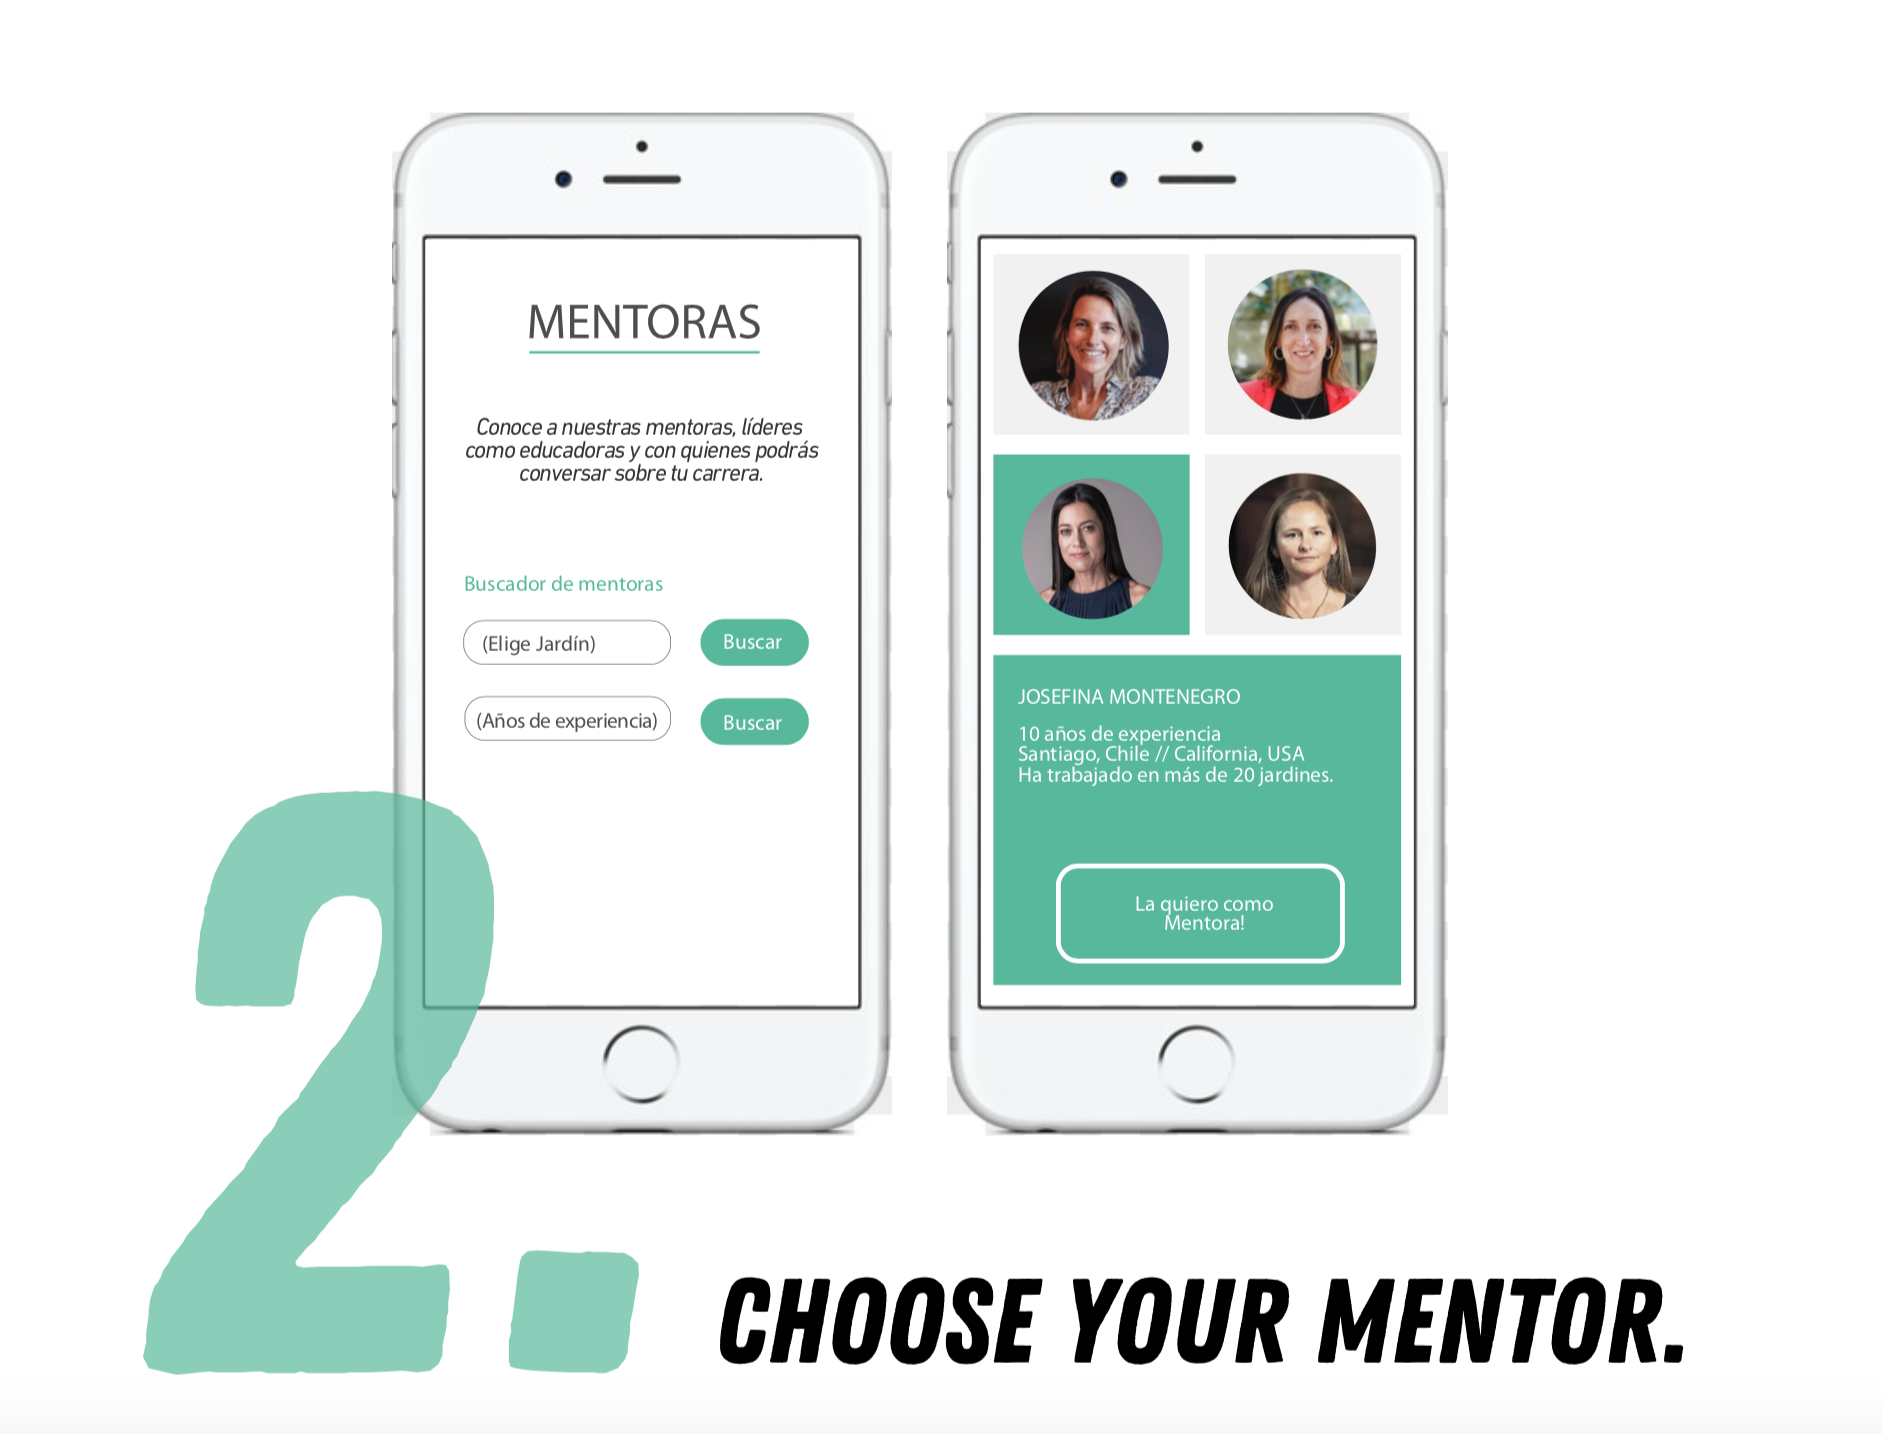 MENTORAS
Conoce a nuestras mentoras, líderes
como educadoras y con quienes podrás
conversar sobre tu carrera.
Buscador de mentoras
(Elige Jardín)
Buscar
(Años de experiencia)
Buscar
JOSEFINA MONTENEGRO
10 años de experiencia
Santiago, Chile // California, USA
Ha trabajado en más de 20 jardines.
La quiero como
Mentora!
2.
CHOOSE YOUR MENTOR.